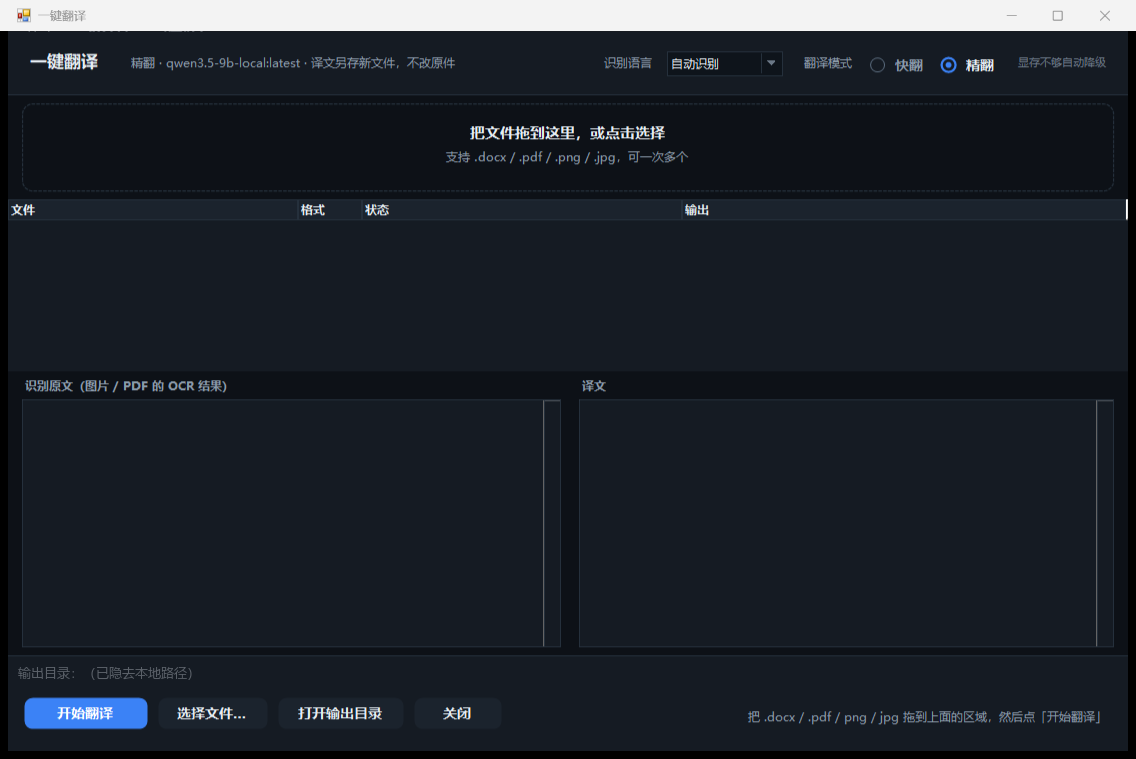 一键翻译
一键翻译
精翻 · qwen3.5-9b-local:latest · 译文另存新文件，不改原件
识别语言
自动识别
翻译模式
快翻
精翻
显存不够自动降级
把文件拖到这里，或点击选择
支持 .docx / .pdf / .png / .jpg，可一次多个
文件
格式
状态
输出
识别原文（图片 / PDF 的 OCR 结果）
译文
输出目录：（已隐去本地路径）
开始翻译
选择文件...
打开输出目录
关闭
把 .docx / .pdf / png / jpg 拖到上面的区域，然后点「开始翻译」